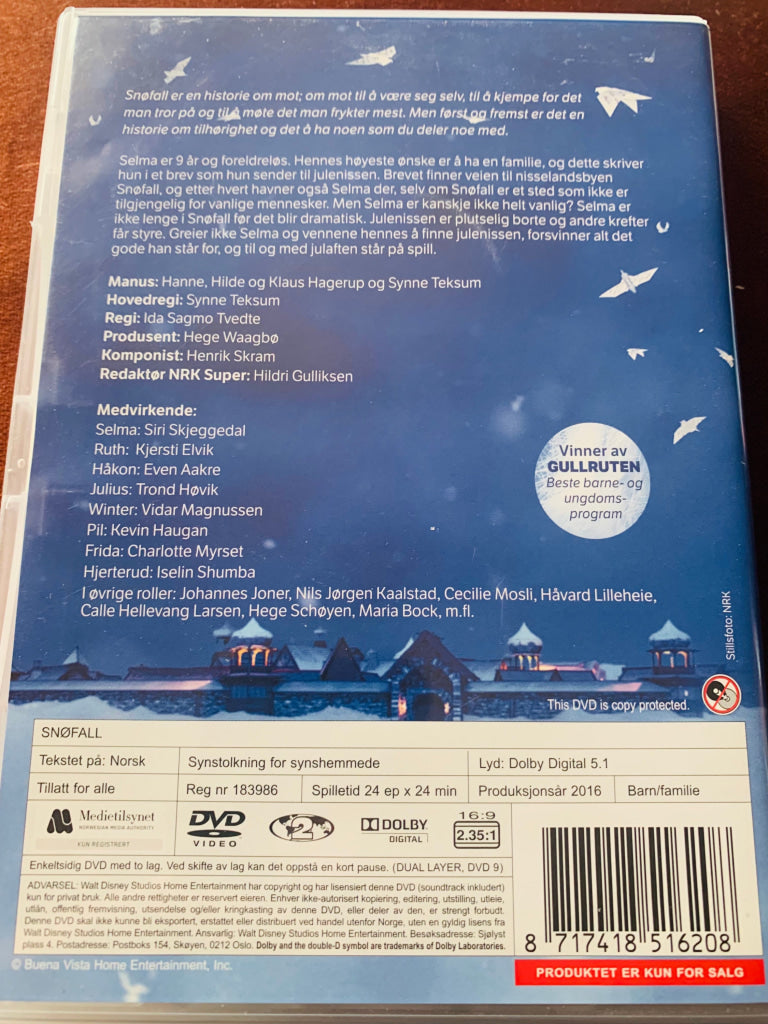 Snøfall er en historie om mot; om mot til å være seg selv, til å kjempe for det
man tror på og til å møte det man frykter mest. Men først og fremst er det en
historie om tilhørighet og det å ha noen som du deler noe med.
Selma er 9 år og foreldreløs. Hennes høyeste ønske er å ha en familie, og dette skriver
hun i et brev som hun sender til julenissen. Brevet finner veien til nisselandsbyen
Snøfall, og etter hvert havner også Selma der, selv om Snøfall er et sted som ikke er
tilgjengelig for vanlige mennesker. Men Selma er kanskje ikke helt vanlig? Selma er
ikke lenge i Snøfall før det blir dramatisk. Julenissen er plutselig borte og andre krefter
får styre. Greier ikke Selma og vennene hennes å finne julenissen, forsvinner alt det
gode han står for, og til og med julaften står på spill.
Manus: Hanne, Hilde og Klaus Hagerup og Synne Teksum
Hovedregi: Synne Teksum
Regi: Ida Sagmo Tvedte
Produsent: Hege Waagbø
Komponist: Henrik Skram
Redaktør NRK Super: Hildri Gulliksen
Medvirkende:
Selma: Siri Skjeggedal
Ruth: Kjersti Elvik
Håkon: Even Aakre
Julius: Trond Høvik
Winter: Vidar Magnussen
Pil: Kevin Haugan
Frida: Charlotte Myrset
Hjerterud: Iselin Shumba
I øvrige roller: Johannes Joner, Nils Jørgen Kaalstad, Cecilie Mosli, Håvard Lilleheie,
Calle Hellevang Larsen, Hege Schøyen, Maria Bock, m.fl.
Vinner av
GULLRUTEN
Beste barne- og
ungdoms-
program
Stillsfoto: NRK
This DVD is copy protected.
SNØFALL
Tekstet på: Norsk
Synstolkning for synshemmede
Lyd: Dolby Digital 5.1
Tillatt for alle
Reg nr 183986
Spilletid 24 ep x 24 min
Produksjonsår 2016
Barn/familie
Medietilsynet
NORWEGIAN MEDIA AUTHORITY
KUN REGISTRERT
DVD
VIDEO
2
DOLBY
DIGITAL
16:9
2.35:1
Enkeltsidig DVD med to lag. Ved skifte av lag kan det oppstå en kort pause. (DUAL LAYER, DVD 9)
ADVARSEL: Walt Disney Studios Home Entertainment har copyright og har lisensiert denne DVD (soundtrack inkludert)
kun for privat bruk. Alle andre rettigheter er reservert eieren. Enhver ikke-autorisert kopiering, editering, utstilling, utleie,
utlån, offentlig fremvisning, utsendelse og/eller kringkasting av denne DVD, eller deler av den, er strengt forbudt.
Denne DVD skal ikke kunne bli eksportert, erstattet eller distribuert ved handel utenfor Norge, uten en gyldig lisens fra
Walt Disney Studios Home Entertainment. Ansvarlig: Walt Disney Studios Home Entertainment. Besøksadresse: Sjølyst
plass 4. Postadresse: Postboks 154, Skøyen, 0212 Oslo. Dolby and the double-D symbol are trademarks of Dolby Laboratories.
8 717418 516208
© Buena Vista Home Entertainment, Inc.
PRODUKTET ER KUN FOR SALG